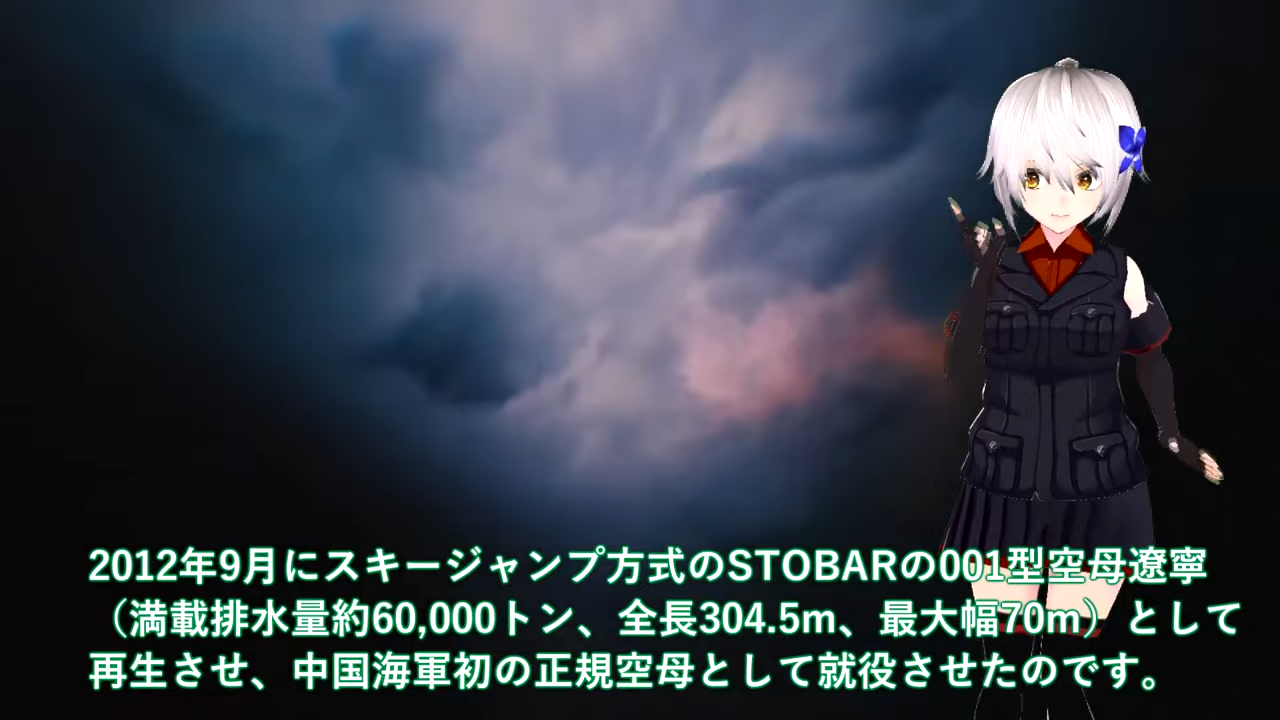 2012年9月にスキージャンプ方式のSTOBARの001型空母遼寧
（満載排水量約60,000トン、全長304.5m、最大幅70m）として
再生させ、中国海軍初の正規空母として就役させたのです。